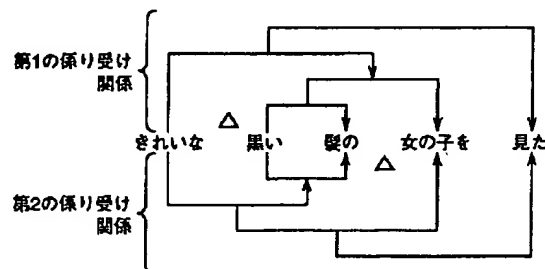 第1の係り受け
関係
きれいな △ 黒い 髪の △ 女の子を 見た
第2の係り受け
関係